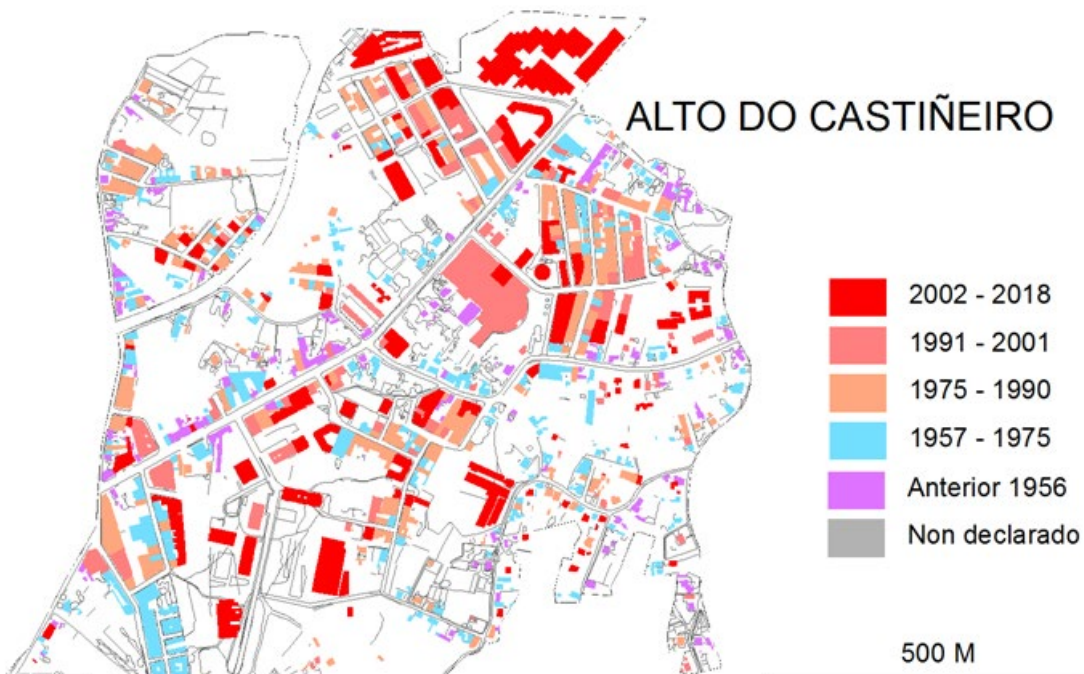 ALTO DO CASTIÑEIRO
2002 - 2018
1991 - 2001
1975 - 1990
1957 - 1975
Anterior 1956
Non declarado
500 M